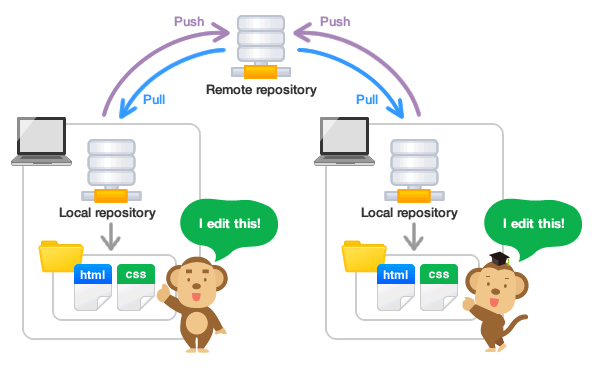 Push
Push
Pull
Pull
Remote repository
Local repository
Local repository
I edit this!
I edit this!
html
css
html
css